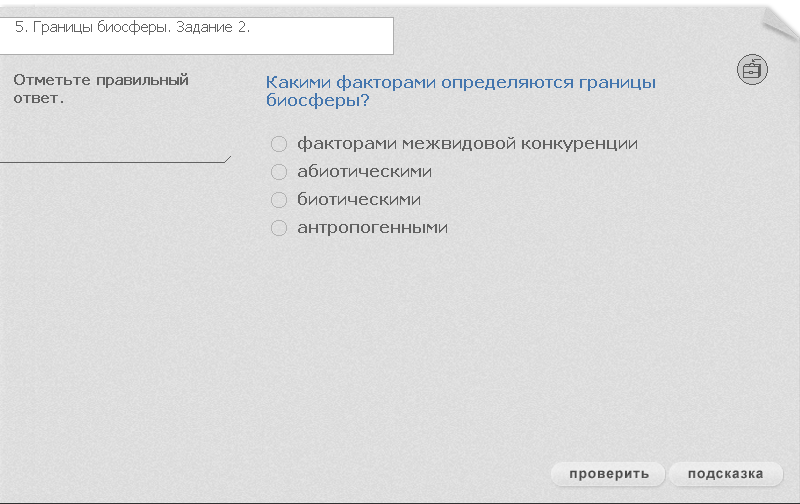 5. Границы биосферы. Задание 2.
Отметьте правильный
ответ.
Какими факторами определяются границы
биосферы?
факторами межвидовой конкуренции
абиотическими
биотическими
антропогенными
проверить
подсказка